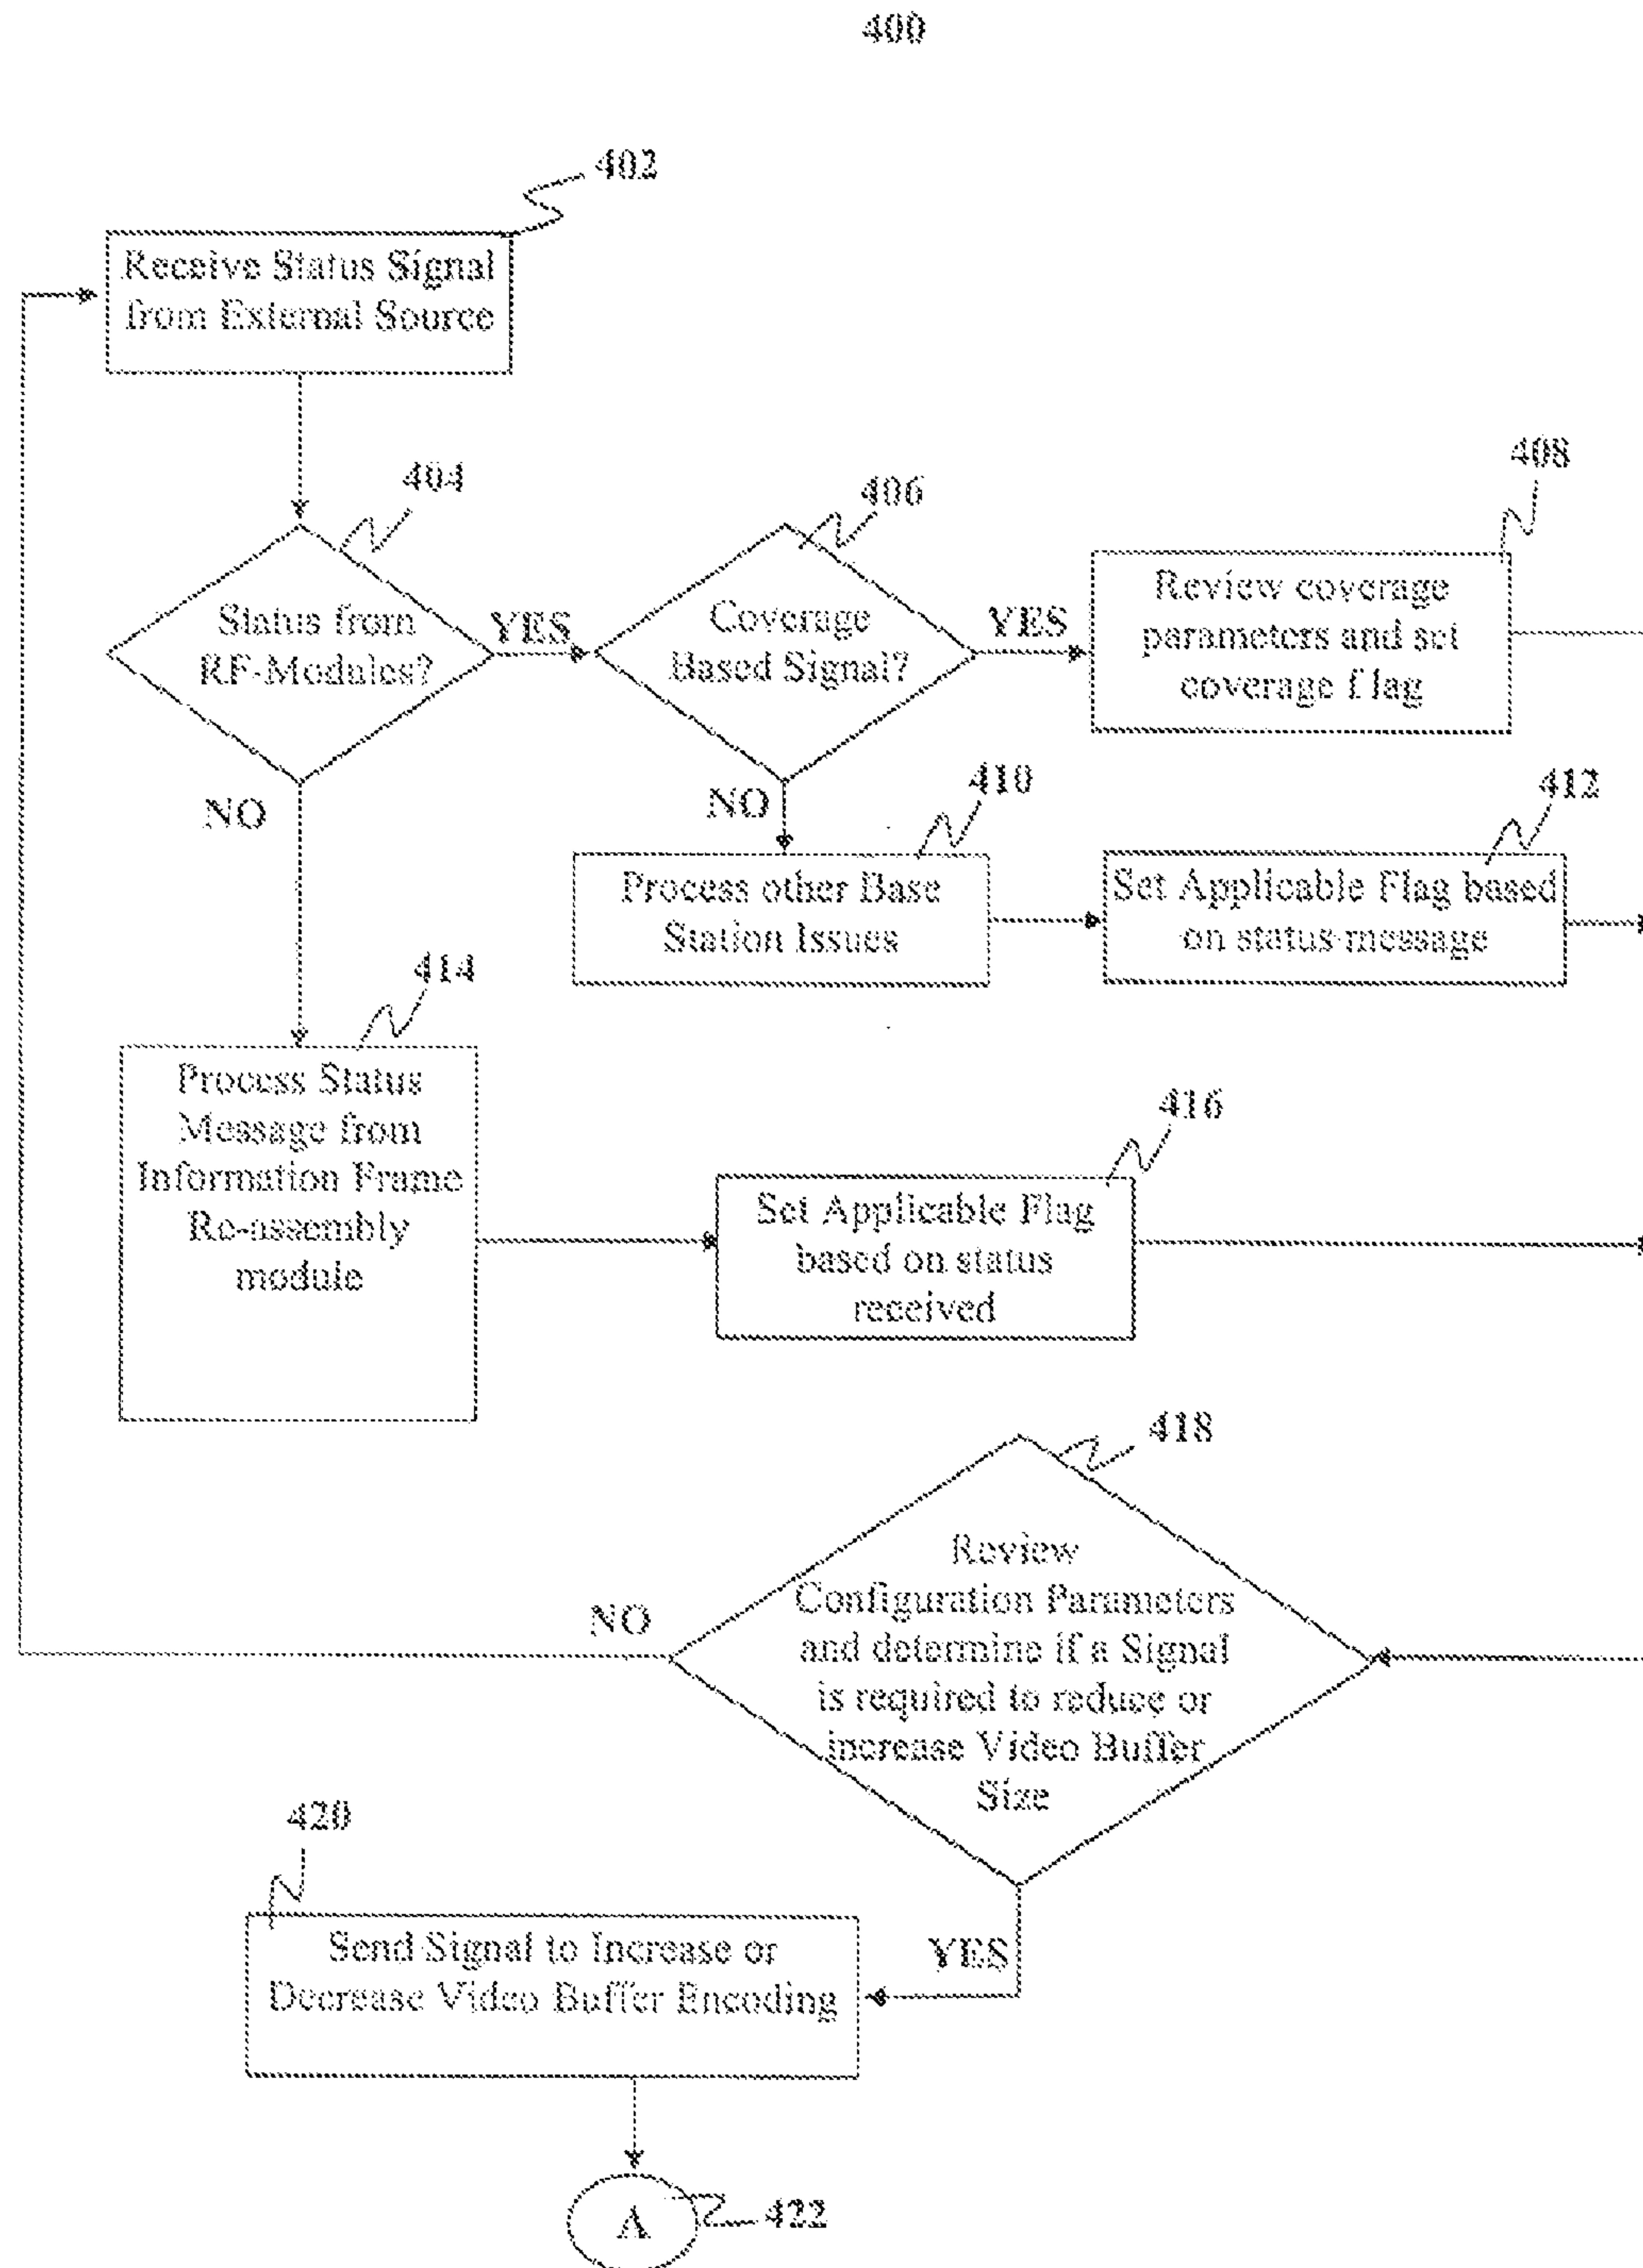 400
402
Receive Status Signal
from External Source
404
406
408
Status from
RF-Modules?
YES
Coverage
Based Signal?
YES
Review coverage
parameters and set
coverage flag
NO
NO
410
412
Process other Base
Station Issues
Set Applicable Flag based
on status message
414
Process Status
Message from
Information Frame
Re-assembly
module
416
Set Applicable Flag
based on status
received
418
Review
Configuration Parameters
and determine if a Signal
is required to reduce or
increase Video Buffer
Size
NO
YES
420
Send Signal to Increase or
Decrease Video Buffer Encoding
A
422